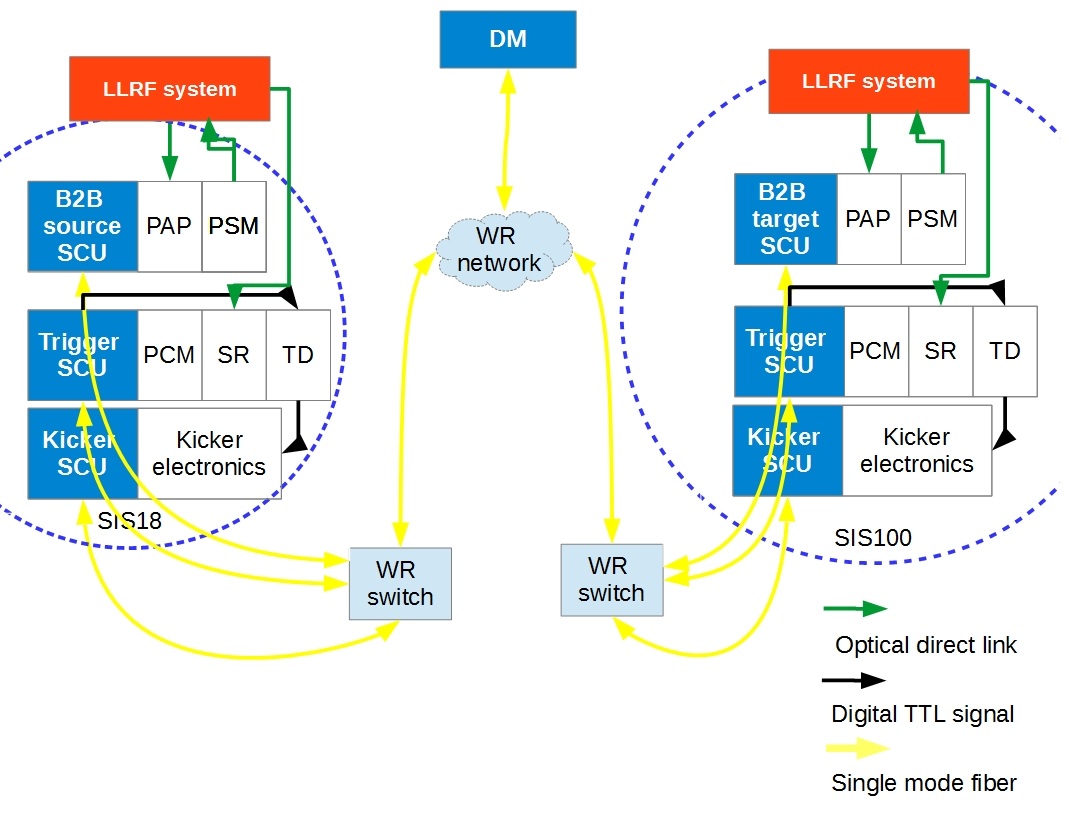 DM
LLRF system
LLRF system
B2B
source
SCU
PAP
PSM
B2B
target
SCU
PAP
PSM
WR
network
Trigger
SCU
PCM
SR
TD
Trigger
SCU
PCM
SR
TD
Kicker
SCU
Kicker
electronics
Kicker
SCU
Kicker
electronics
SIS18
SIS100
WR
switch
WR
switch
Optical direct link
Digital TTL signal
Single mode fiber